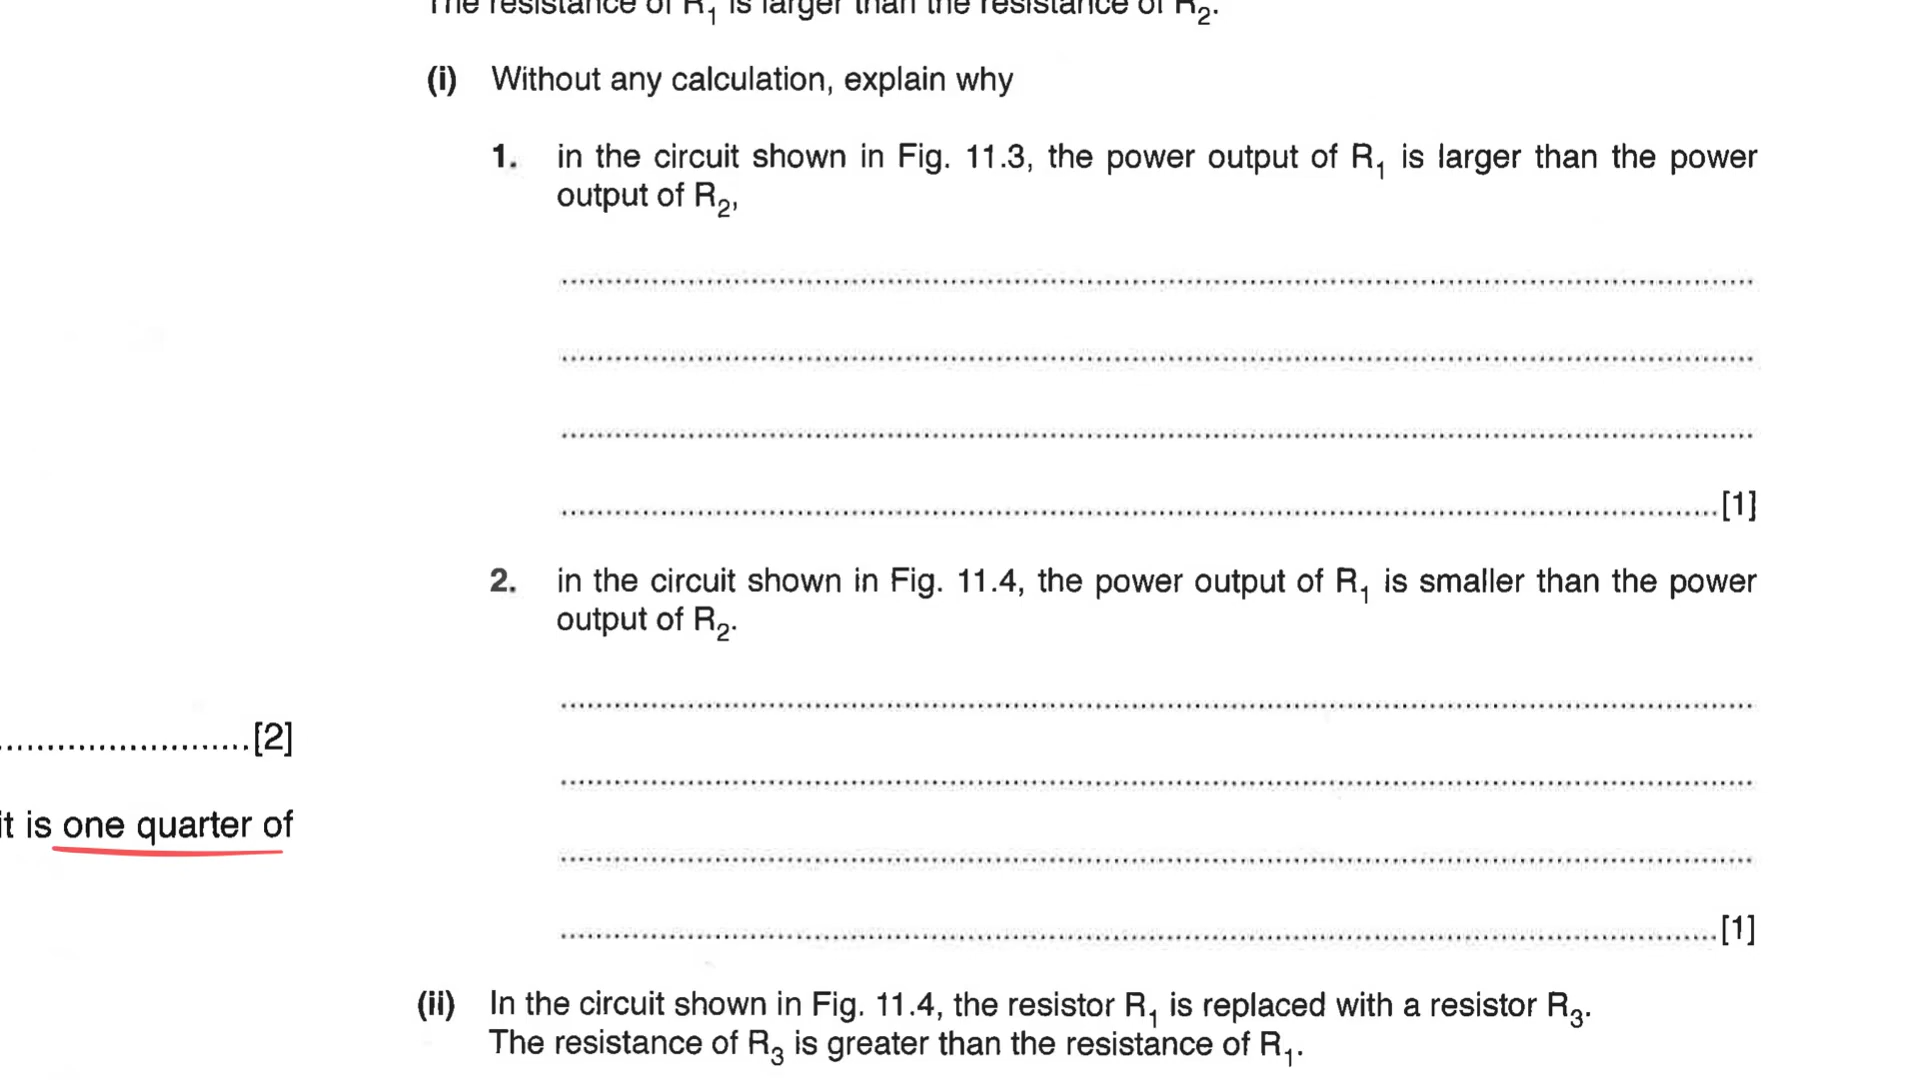 The resistance of R₁ is larger than the resistance of R₂.
(i) Without any calculation, explain why
1. in the circuit shown in Fig. 11.3, the power output of R₁ is larger than the power
output of R₂,
[1]
2. in the circuit shown in Fig. 11.4, the power output of R₁ is smaller than the power
output of R₂.
[1]
(ii) In the circuit shown in Fig. 11.4, the resistor R₁ is replaced with a resistor R₃.
The resistance of R₃ is greater than the resistance of R₁.
[2]
it is one quarter of